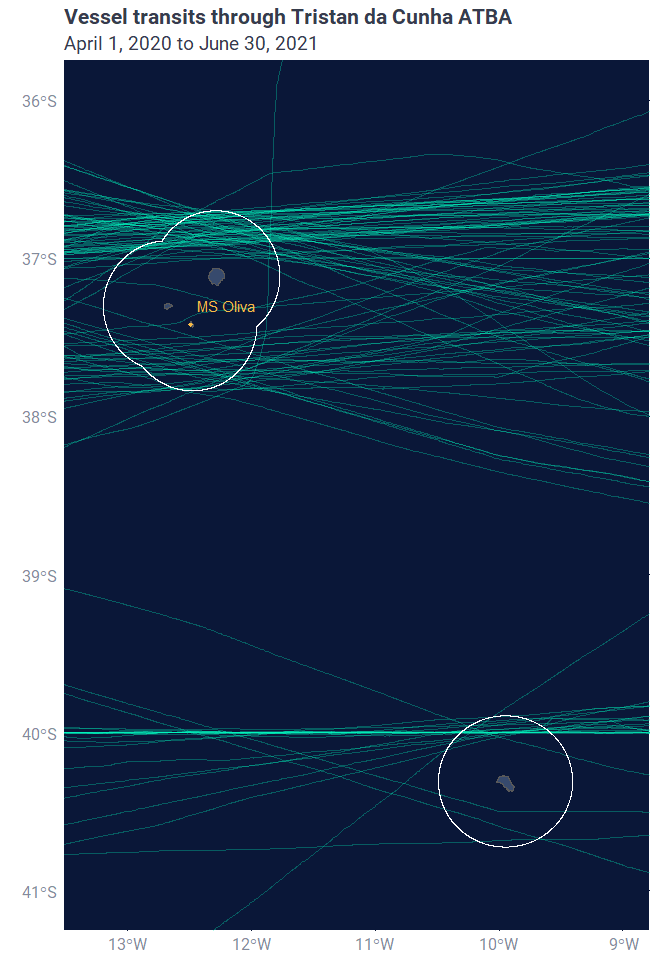 Vessel transits through Tristan da Cunha ATBA
April 1, 2020 to June 30, 2021
36°S
37°S
MS Oliva
38°S
39°S
40°S
41°S
13°W 12°W 11°W 10°W 9°W